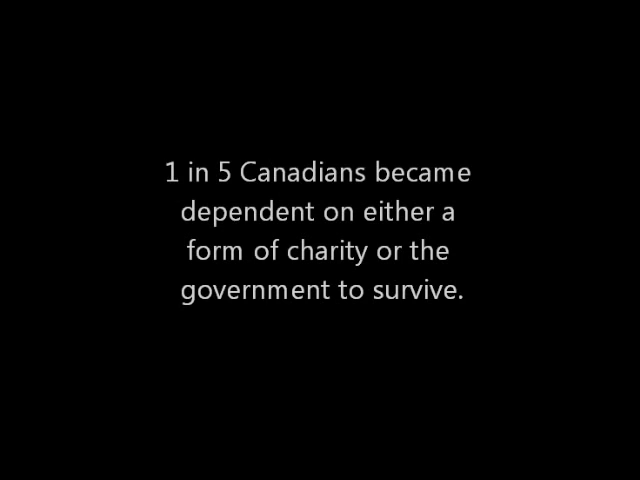 1 in 5 Canadians became
dependent on either a
form of charity or the
government to survive.